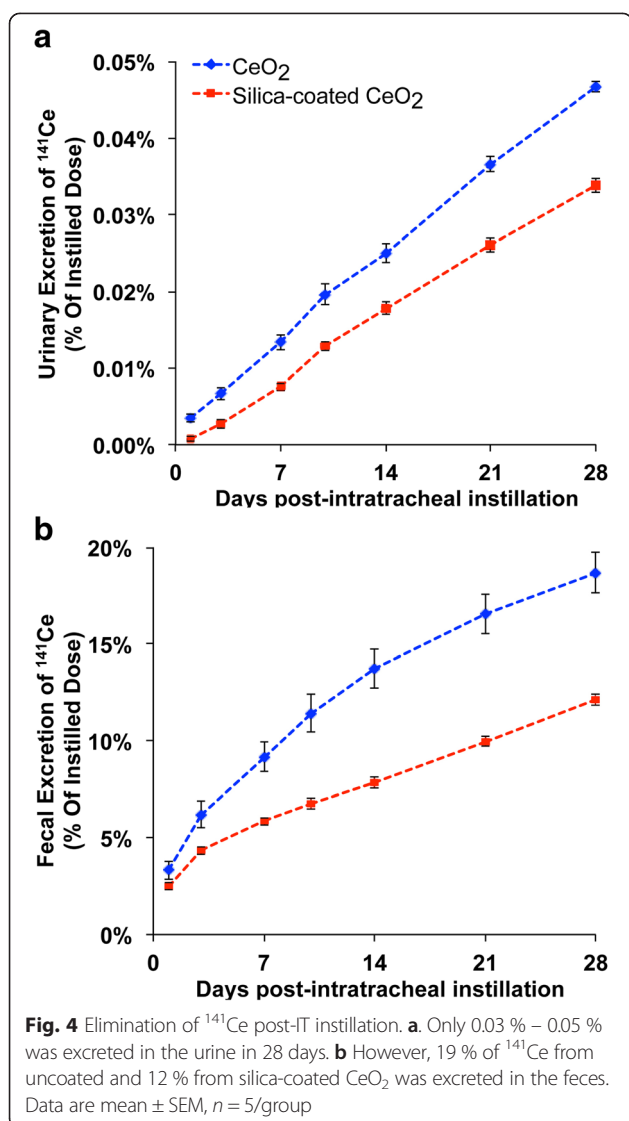 a
0.05%
0.04%
0.03%
0.02%
0.01%
0.00%
Urinary Excretion of ¹⁴¹Ce
(% Of Instilled Dose)
CeO₂
Silica-coated CeO₂
0 7 14 21 28
Days post-intratracheal instillation
b
20%
15%
10%
5%
0%
Fecal Excretion of ¹⁴¹Ce
(% Of Instilled Dose)
0 7 14 21 28
Days post-intratracheal instillation
Fig. 4 Elimination of ¹⁴¹Ce post-IT instillation. a. Only 0.03 % – 0.05 %
was excreted in the urine in 28 days. b However, 19 % of ¹⁴¹Ce from
uncoated and 12 % from silica-coated CeO₂ was excreted in the feces.
Data are mean ± SEM, n = 5/group